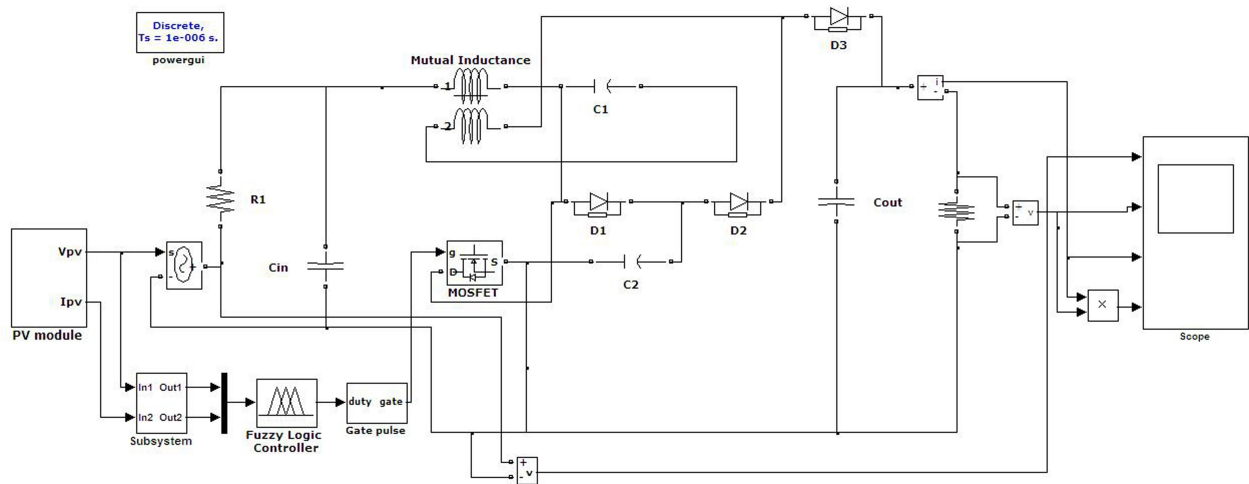 Discrete,
Ts = 1e-006 s.
powergui
D3
Mutual Inductance
1
2
C1
+
i
-
R1
D1
D2
Cout
+
-
v
Vpv
Ipv
PV module
s
-
+
Cin
g
D
S
MOSFET
C2
×
Scope
In1 Out1
In2 Out2
Subsystem
Fuzzy Logic
Controller
duty gate
Gate pulse
+
-
v